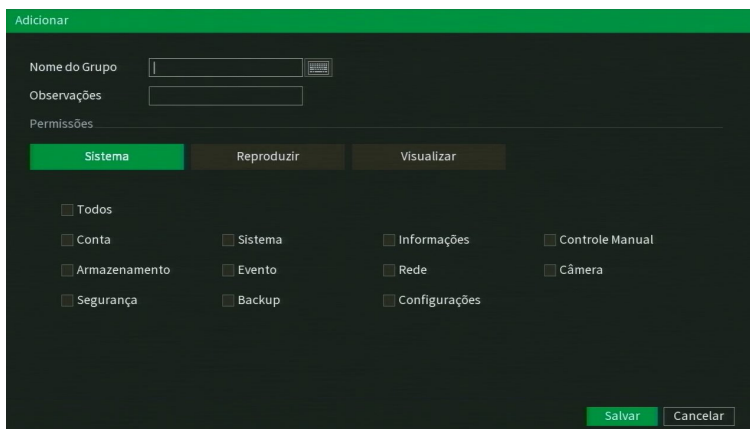 Adicionar
Nome do Grupo
Observações
Permissões
Sistema Reproduzir Visualizar
Todos
Conta Sistema Informações Controle Manual
Armazenamento Evento Rede Câmera
Segurança Backup Configurações
Salvar Cancelar